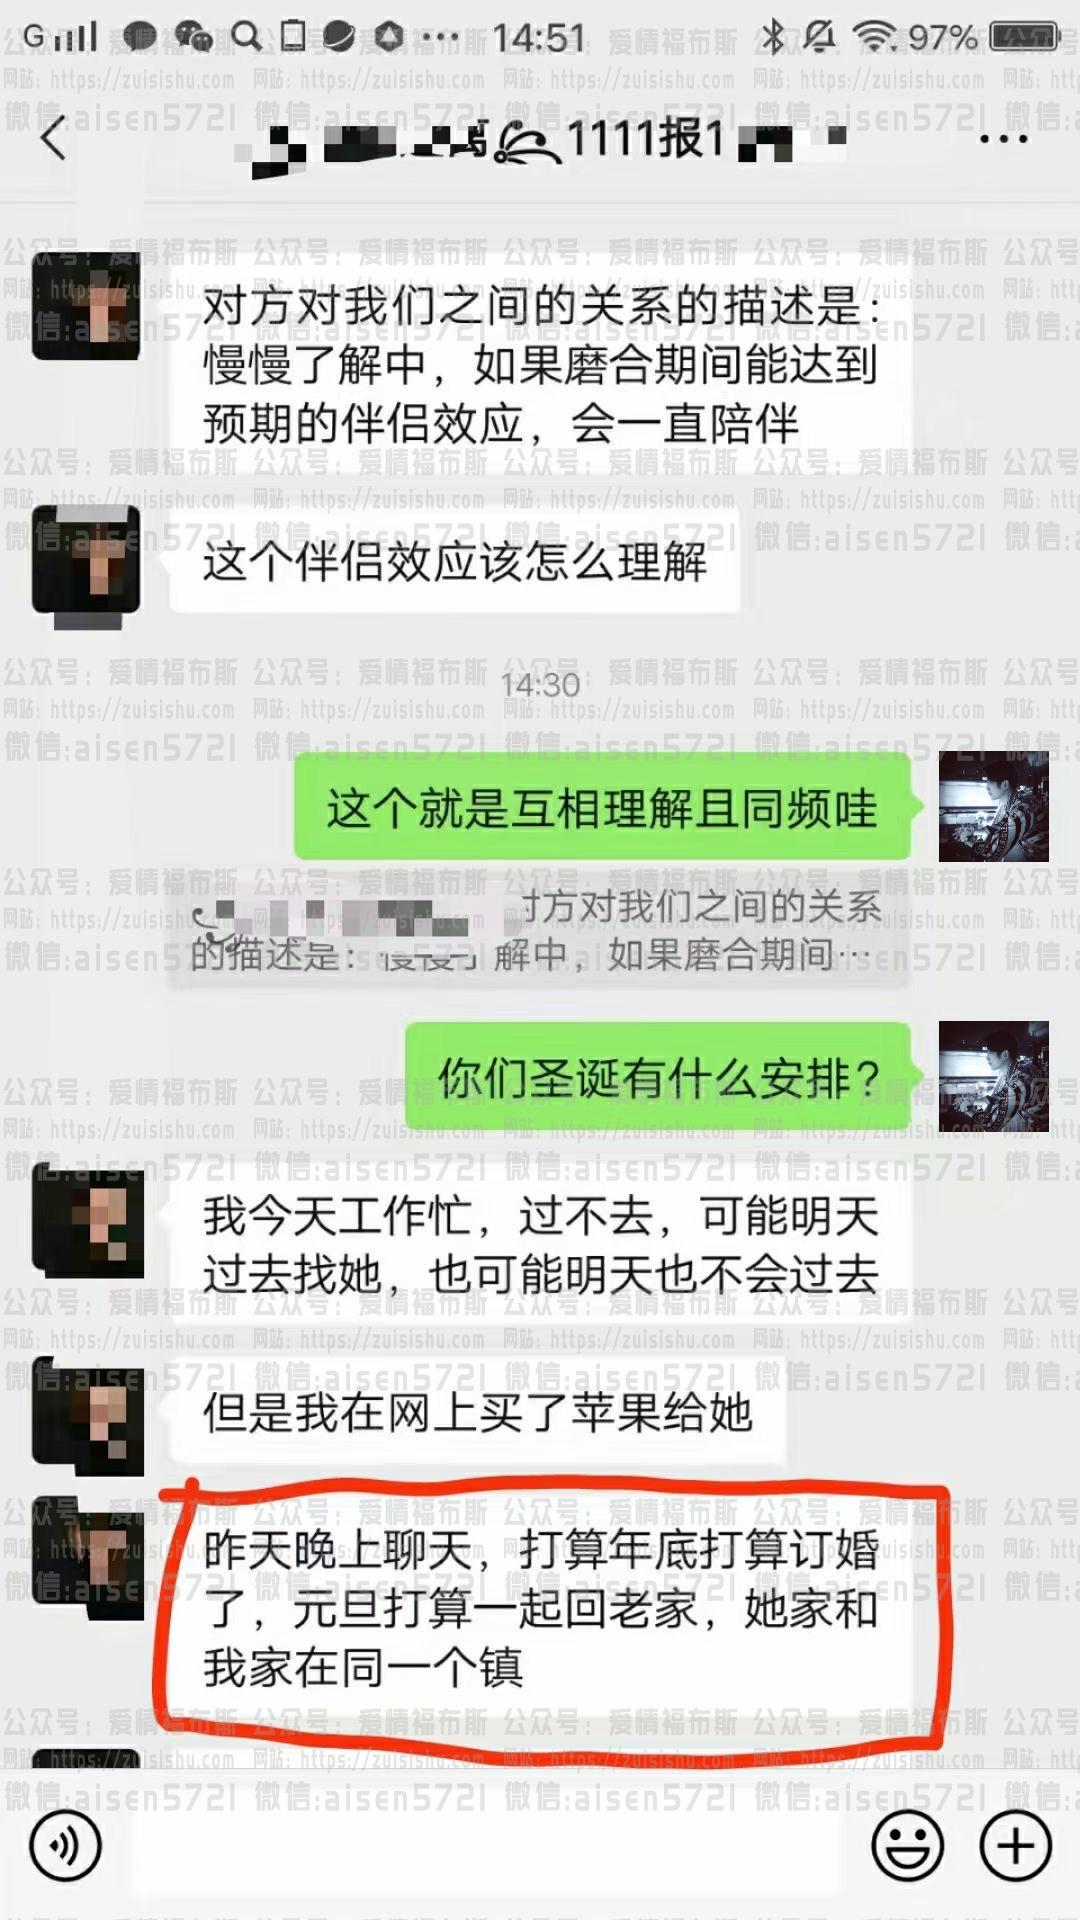 G 14:51 97%
1111报1
对方对我们之间的关系的描述是：
慢慢了解中，如果磨合期间能达到
预期的伴侣效应，会一直陪伴
这个伴侣效应该怎么理解
14:30
这个就是互相理解且同频哇
对方对我们之间的关系
的描述是：慢慢了解中，如果磨合期间…
你们圣诞有什么安排？
我今天工作忙，过不去，可能明天
过去找她，也可能明天也不会过去
但是我在网上买了苹果给她
昨天晚上聊天，打算年底打算订婚
了，元旦打算一起回老家，她家和
我家在同一个镇
公众号：爱情福布斯
网站：https://zuisishu.com
微信:aisen5721